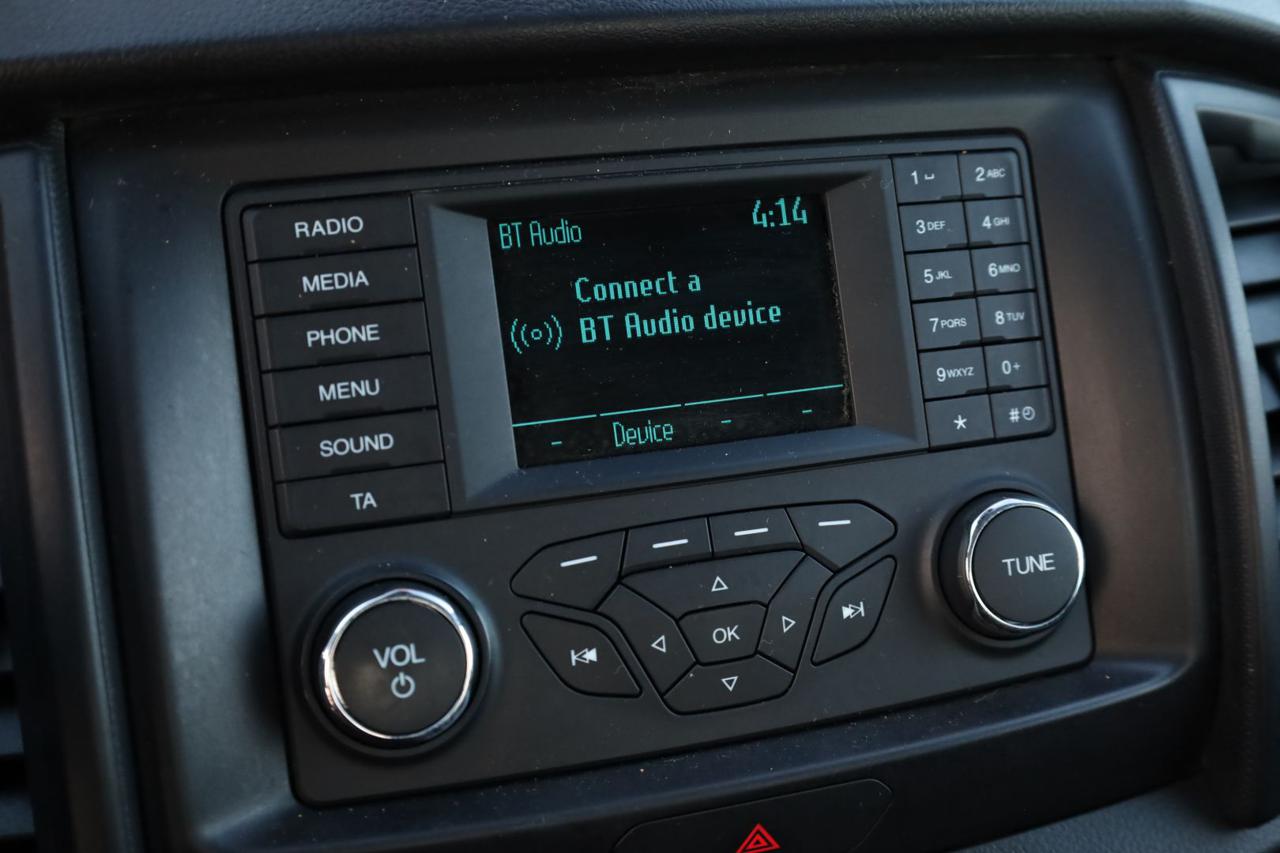 RADIO
MEDIA
PHONE
MENU
SOUND
TA
BT Audio 4:14
Connect a
BT Audio device
- Device - -
1 2ABC
3DEF 4GHI
5JKL 6MNO
7PQRS 8TUV
9WXYZ 0+
* #
OK
VOL
TUNE